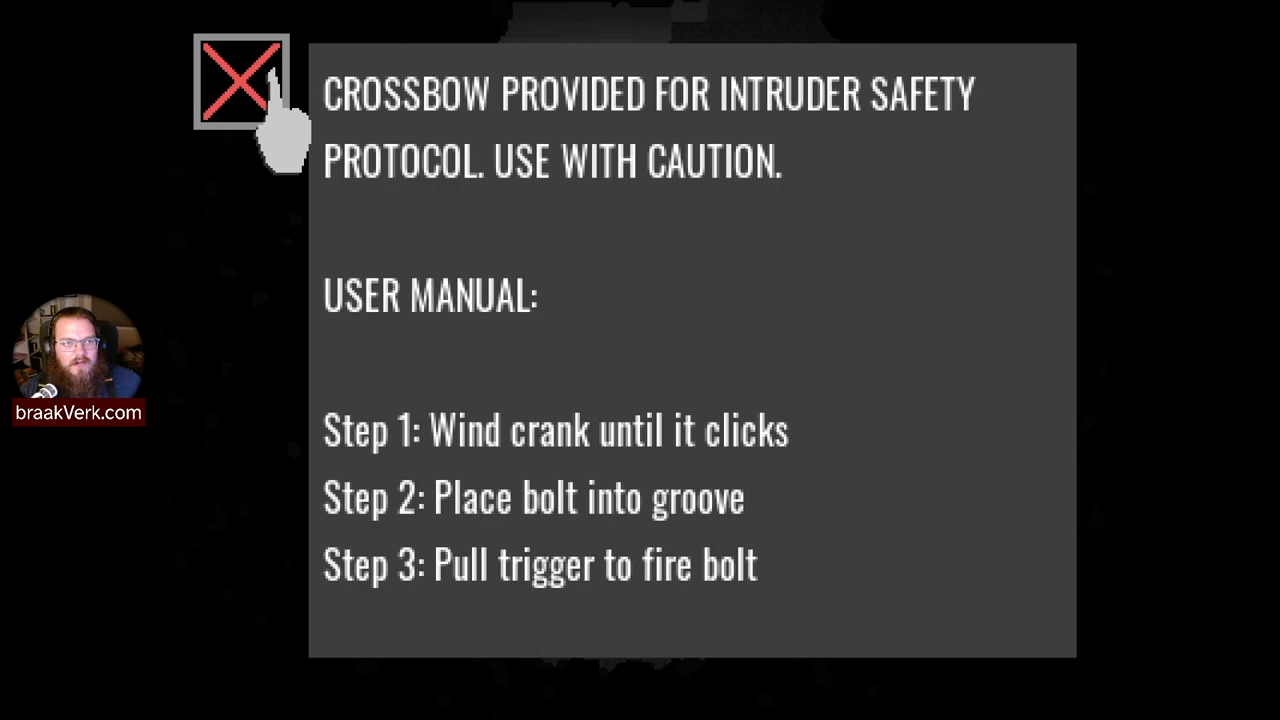 CROSSBOW PROVIDED FOR INTRUDER SAFETY
PROTOCOL. USE WITH CAUTION.
USER MANUAL:
Step 1: Wind crank until it clicks
Step 2: Place bolt into groove
Step 3: Pull trigger to fire bolt
braakVerk.com